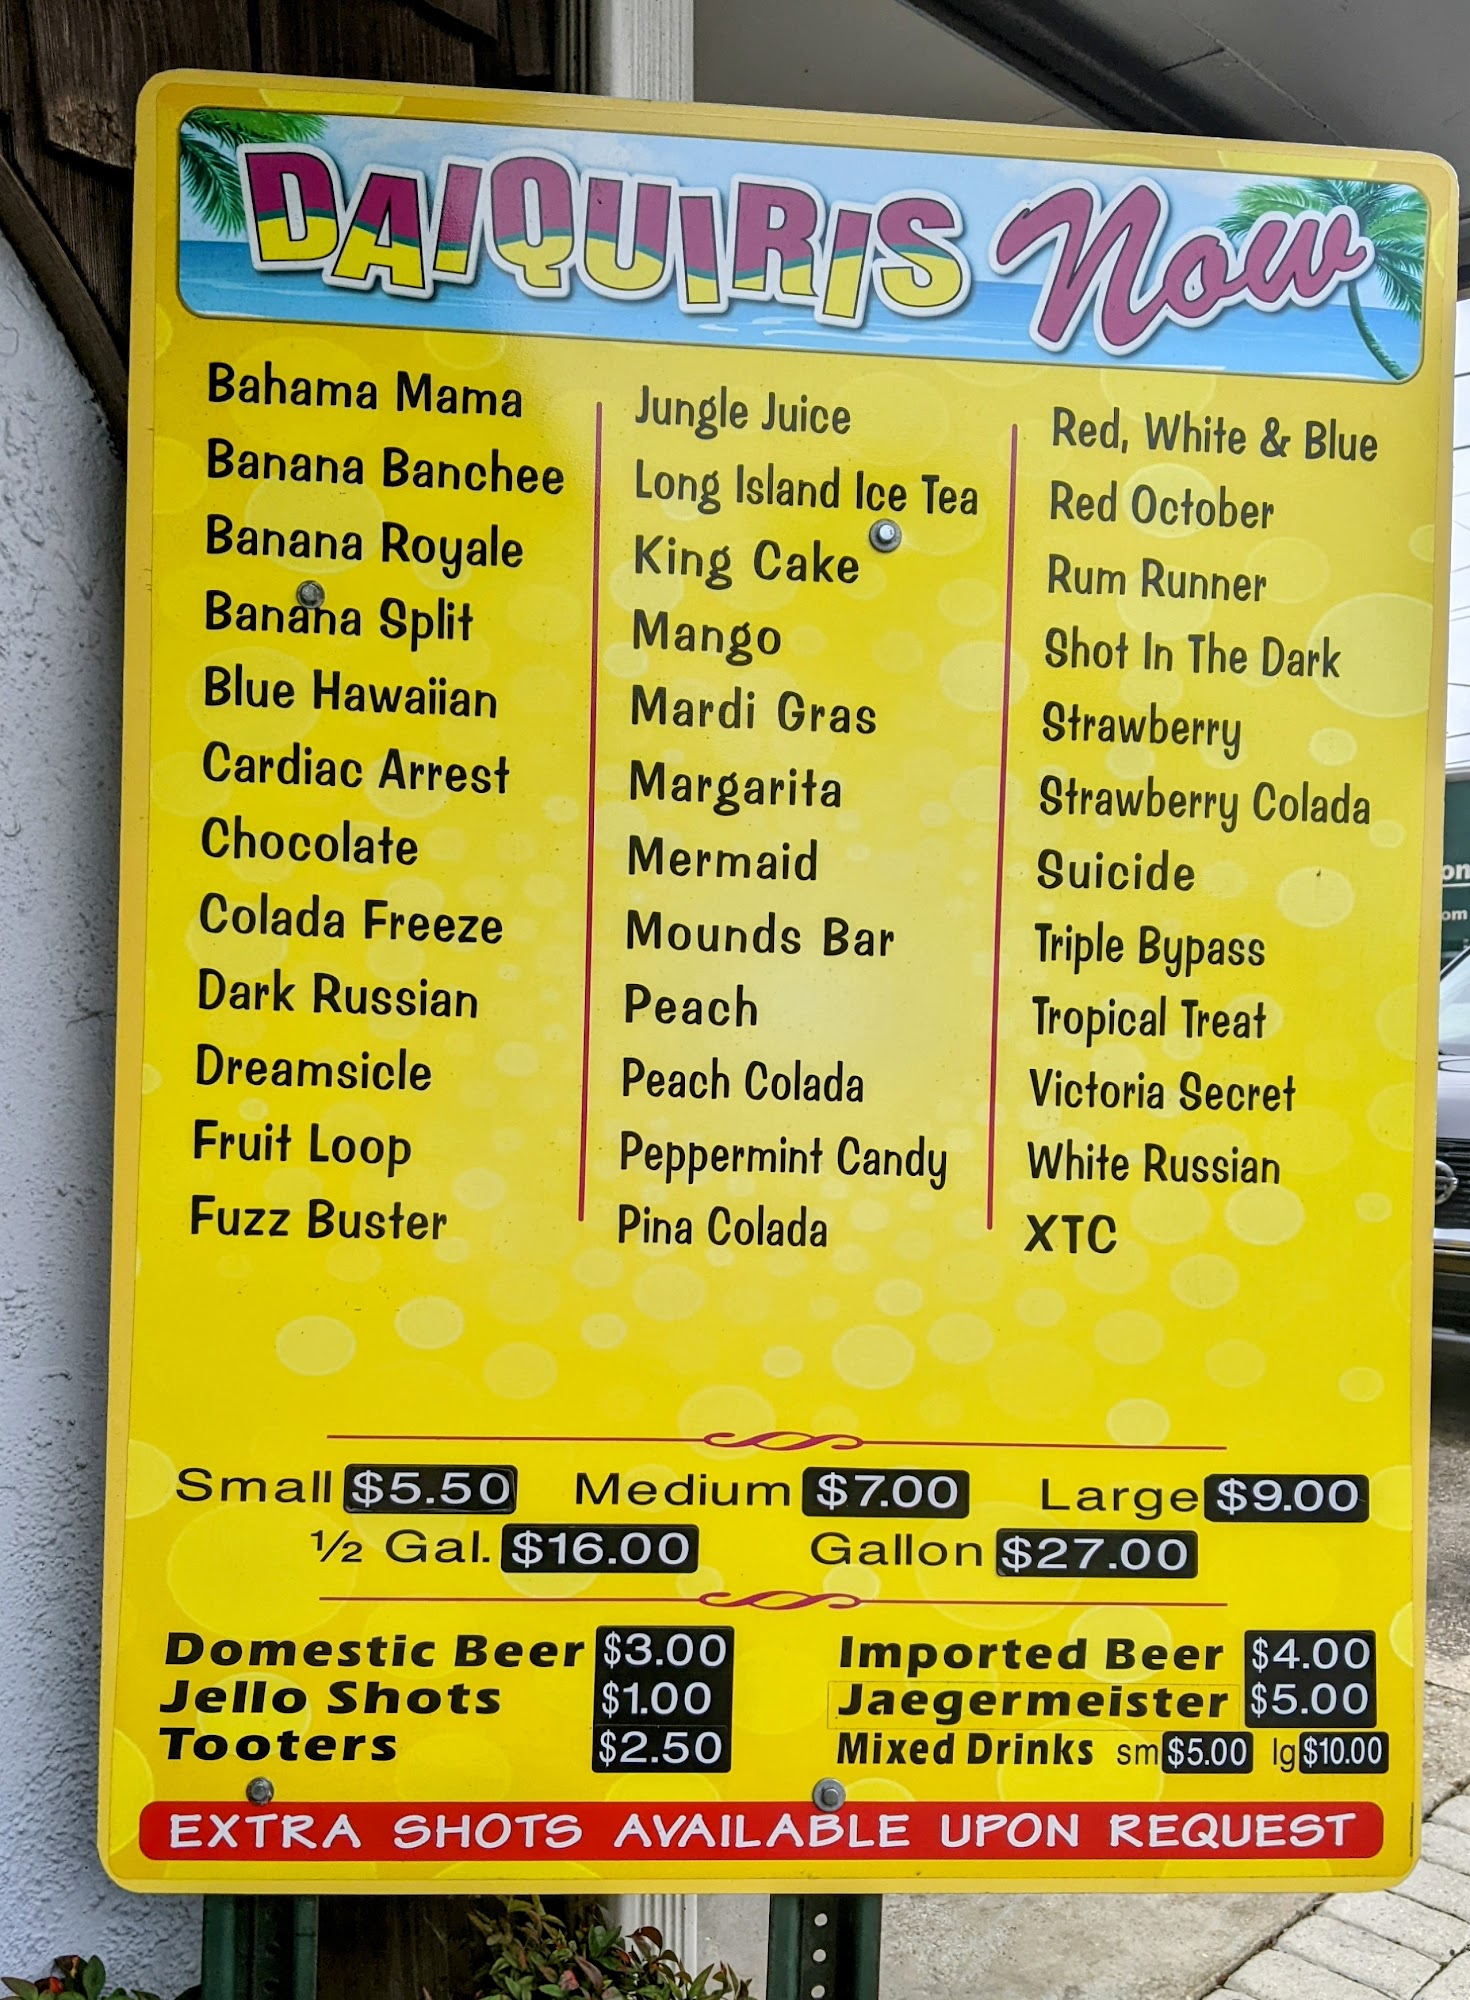 DAIQUIRIS Now
Bahama Mama
Banana Banchee
Banana Royale
Banana Split
Blue Hawaiian
Cardiac Arrest
Chocolate
Colada Freeze
Dark Russian
Dreamsicle
Fruit Loop
Fuzz Buster
Jungle Juice
Long Island Ice Tea
King Cake
Mango
Mardi Gras
Margarita
Mermaid
Mounds Bar
Peach
Peach Colada
Peppermint Candy
Pina Colada
Red, White & Blue
Red October
Rum Runner
Shot In The Dark
Strawberry
Strawberry Colada
Suicide
Triple Bypass
Tropical Treat
Victoria Secret
White Russian
XTC
Small $5.50 Medium $7.00 Large $9.00
½ Gal. $16.00 Gallon $27.00
Domestic Beer $3.00 Imported Beer $4.00
Jello Shots $1.00 Jaegermeister $5.00
Tooters $2.50 Mixed Drinks sm $5.00 lg $10.00
EXTRA SHOTS AVAILABLE UPON REQUEST